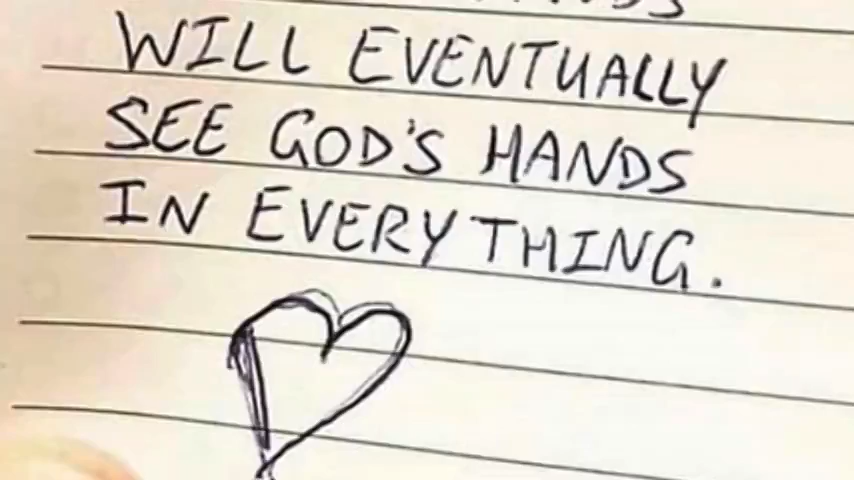 WILL EVENTUALLY
SEE GOD'S HANDS
IN EVERYTHING.